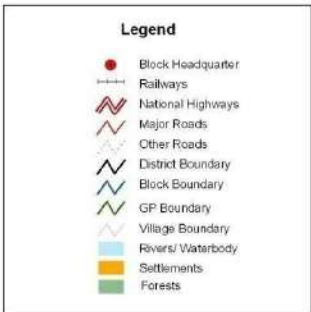 Legend
Block Headquarter
Railways
National Highways
Major Roads
Other Roads
District Boundary
Block Boundary
GP Boundary
Village Boundary
Rivers/ Waterbody
Settlements
Forests